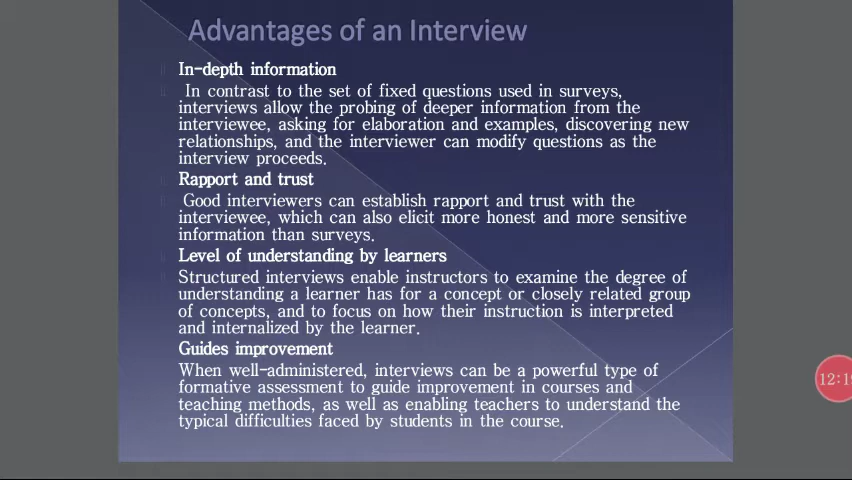 Advantages of an Interview
In-depth information
In contrast to the set of fixed questions used in surveys,
interviews allow the probing of deeper information from the
interviewee, asking for elaboration and examples, discovering new
relationships, and the interviewer can modify questions as the
interview proceeds.
Rapport and trust
Good interviewers can establish rapport and trust with the
interviewee, which can also elicit more honest and more sensitive
information than surveys.
Level of understanding by learners
Structured interviews enable instructors to examine the degree of
understanding a learner has for a concept or closely related group
of concepts, and to focus on how their instruction is interpreted
and internalized by the learner.
Guides improvement
When well-administered, interviews can be a powerful type of
formative assessment to guide improvement in courses and
teaching methods, as well as enabling teachers to understand the
typical difficulties faced by students in the course.